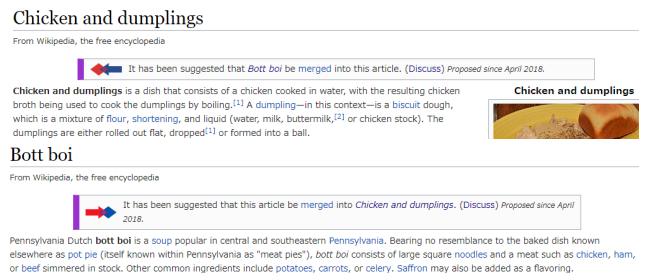 Chicken and dumplings
From Wikipedia, the free encyclopedia
It has been suggested that Bott boi be merged into this article. (Discuss) Proposed since April 2018.
Chicken and dumplings is a dish that consists of a chicken cooked in water, with the resulting chicken
broth being used to cook the dumplings by boiling.[1] A dumpling—in this context—is a biscuit dough,
which is a mixture of flour, shortening, and liquid (water, milk, buttermilk,[2] or chicken stock). The
dumplings are either rolled out flat, dropped[1] or formed into a ball.
Chicken and dumplings
Bott boi
From Wikipedia, the free encyclopedia
It has been suggested that this article be merged into Chicken and dumplings. (Discuss) Proposed since April
2018.
Pennsylvania Dutch bott boi is a soup popular in central and southeastern Pennsylvania. Bearing no resemblance to the baked dish known
elsewhere as pot pie (itself known within Pennsylvania as "meat pies"), bott boi consists of large square noodles and a meat such as chicken, ham,
or beef simmered in stock. Other common ingredients include potatoes, carrots, or celery. Saffron may also be added as a flavoring.